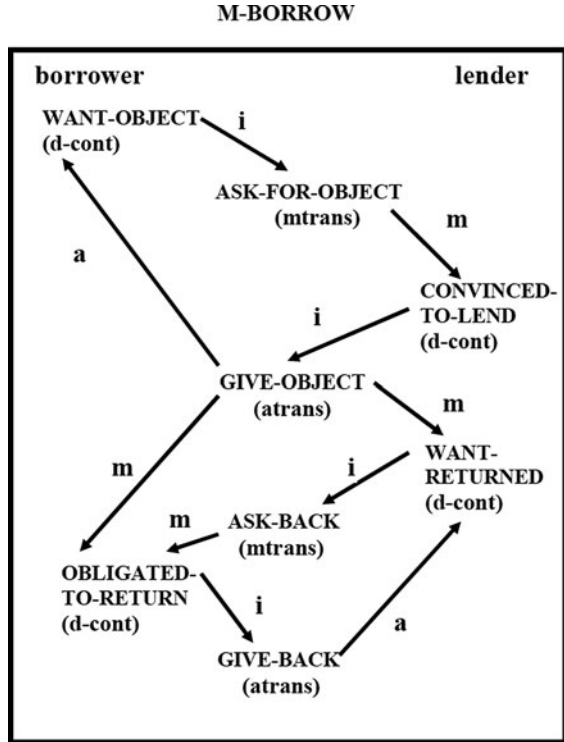 M-BORROW
borrower
lender
WANT-OBJECT
(d-cont)
i
ASK-FOR-OBJECT
(mtrans)
m
a
CONVINCED-
TO-LEND
(d-cont)
i
GIVE-OBJECT
(atrans)
m
m
WANT-
RETURNED
(d-cont)
i
ASK-BACK
(mtrans)
m
OBLIGATED-
TO-RETURN
(d-cont)
i
a
GIVE-BACK
(atrans)